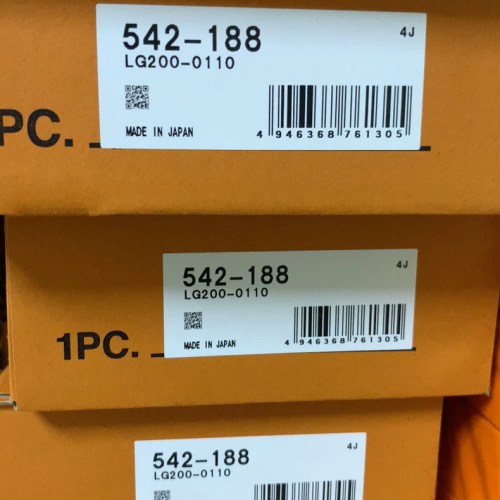 542-188 4J
LG200-0110
PC.
MADE IN JAPAN
4 946368 761305
542-188 4J
LG200-0110
1PC.
MADE IN JAPAN
4 946368 761305
542-188 4J
LG200-0110